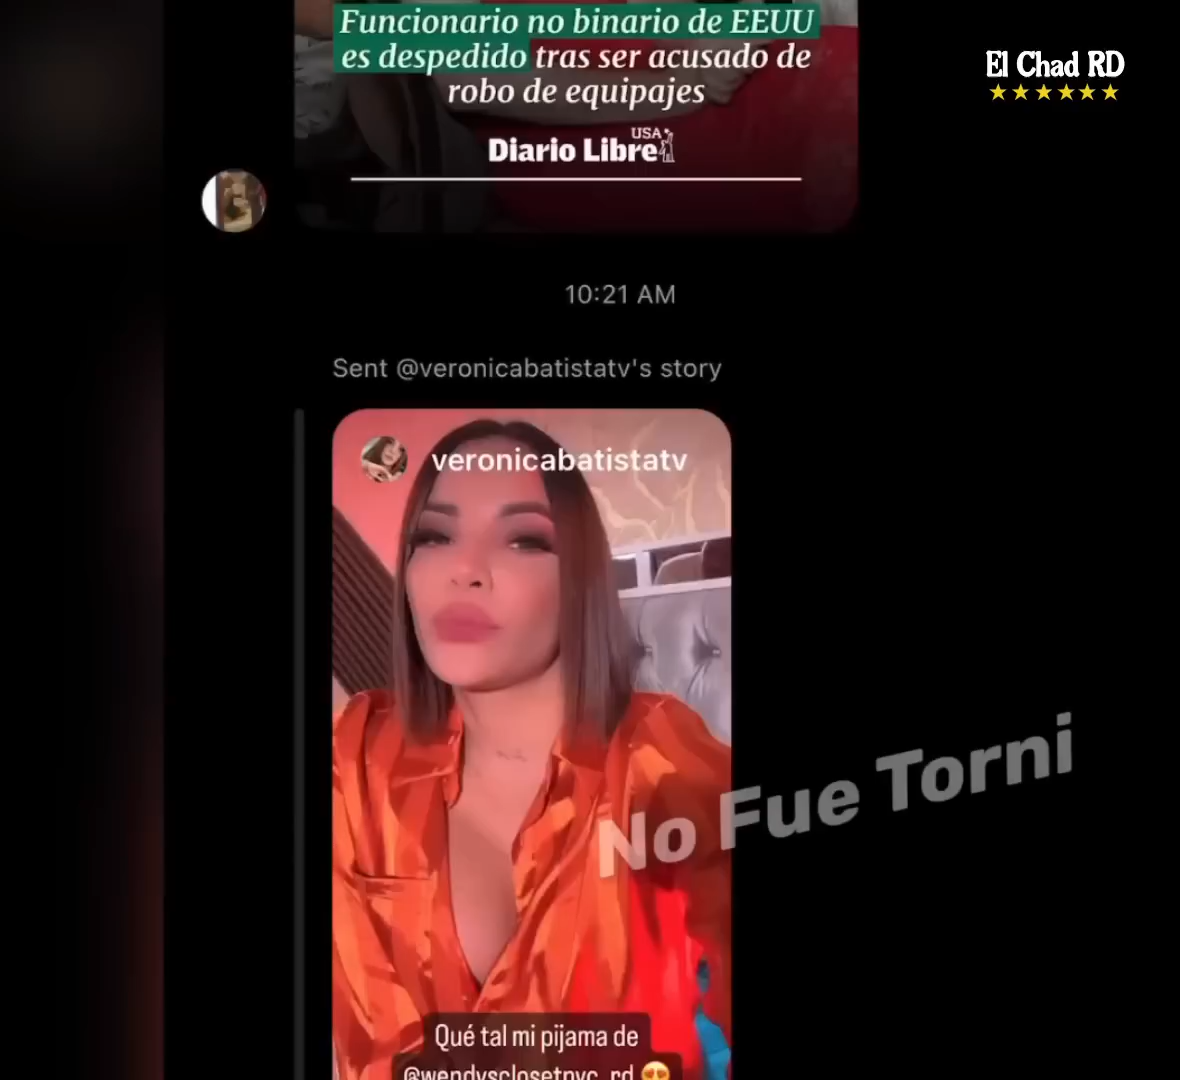 Funcionario no binario de EEUU
es despedido tras ser acusado de
robo de equipajes
USA
Diario Libre
El Chad RD
10:21 AM
Sent @veronicabatistatv's story
veronicabatistatv
No Fue Torni
Qué tal mi pijama de
@wendysclosetnyc_rd 😍